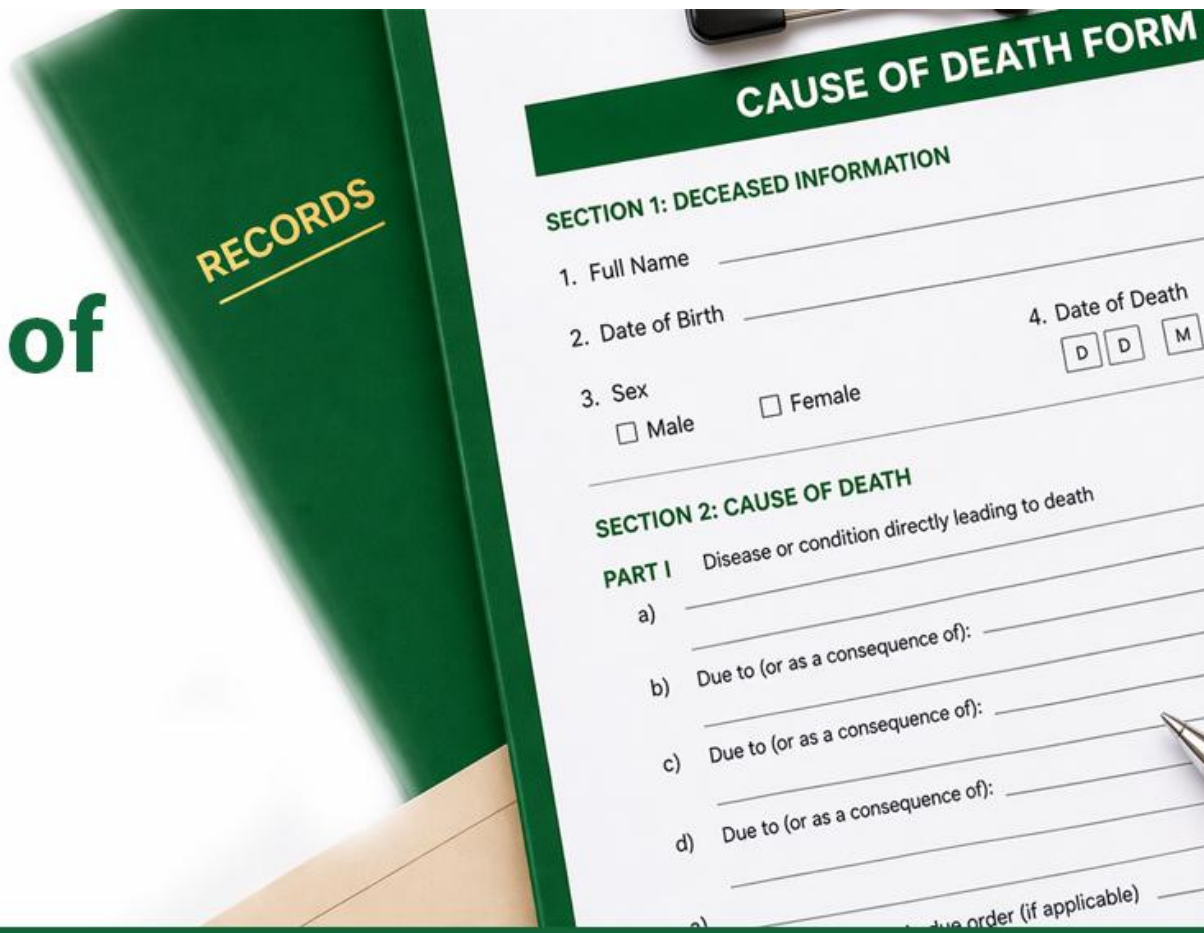 of
RECORDS
CAUSE OF DEATH FORM
SECTION 1: DECEASED INFORMATION
1. Full Name
2. Date of Birth
4. Date of Death
D D M
3. Sex
Male Female
SECTION 2: CAUSE OF DEATH
PART I Disease or condition directly leading to death
a)
b) Due to (or as a consequence of):
c) Due to (or as a consequence of):
d) Due to (or as a consequence of):
order (if applicable)